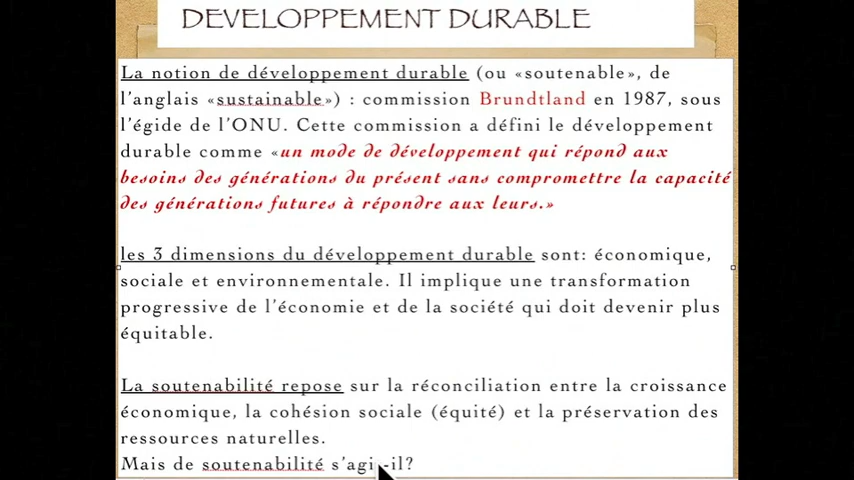 DEVELOPPEMENT DURABLE
La notion de développement durable (ou «soutenable», de
l'anglais «sustainable») : commission Brundtland en 1987, sous
l'égide de l'ONU. Cette commission a défini le développement
durable comme «un mode de développement qui répond aux
besoins des générations du présent sans compromettre la capacité
des générations futures à répondre aux leurs.»
les 3 dimensions du développement durable sont: économique,
sociale et environnementale. Il implique une transformation
progressive de l'économie et de la société qui doit devenir plus
équitable.
La soutenabilité repose sur la réconciliation entre la croissance
économique, la cohésion sociale (équité) et la préservation des
ressources naturelles.
Mais de soutenabilité s'agit-il?